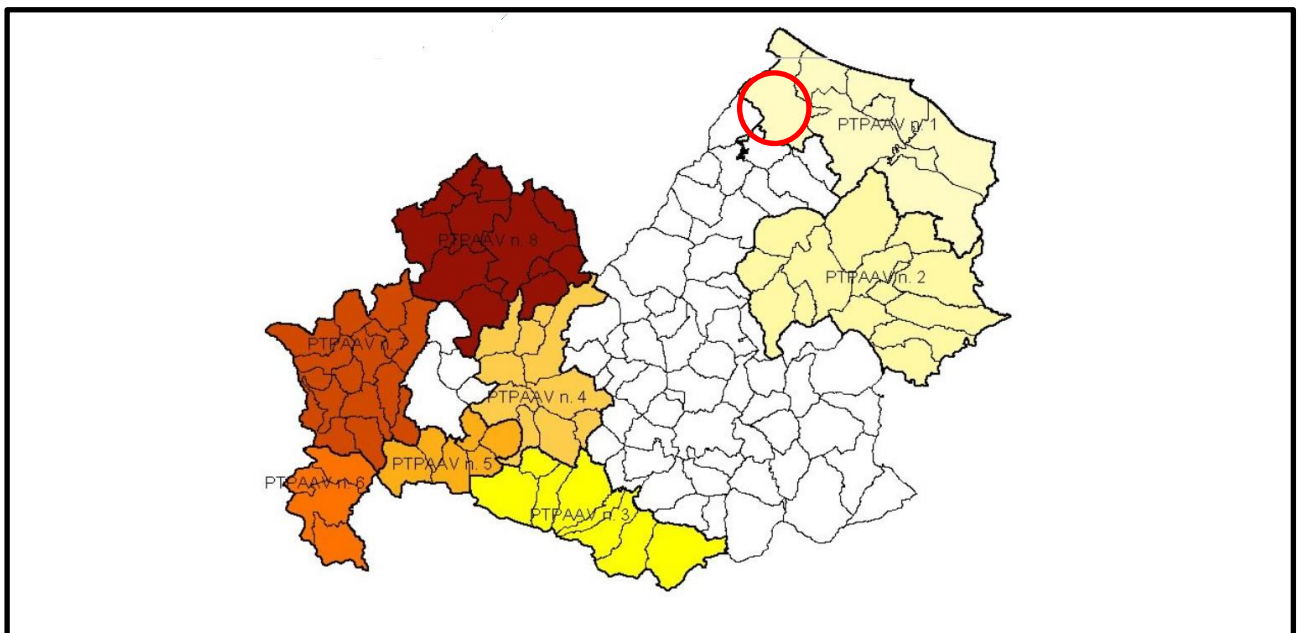 PTPAAV n. 1
PTPAAV n. 8
PTPAAV n. 2
PTPAAV n. 7
PTPAAV n. 4
PTPAAV n. 5
PTPAAV n. 6
PTPAAV n. 3